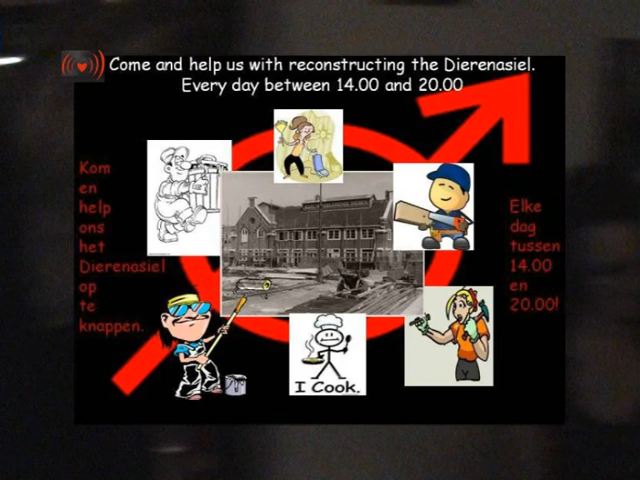 Come and help us with reconstructing the Dierenasiel.
Every day between 14.00 and 20.00
Kom
en
help
ons
het
Dierenasiel
op
te
knappen.
Elke
dag
tussen
14.00
en
20.00!
I Cook.